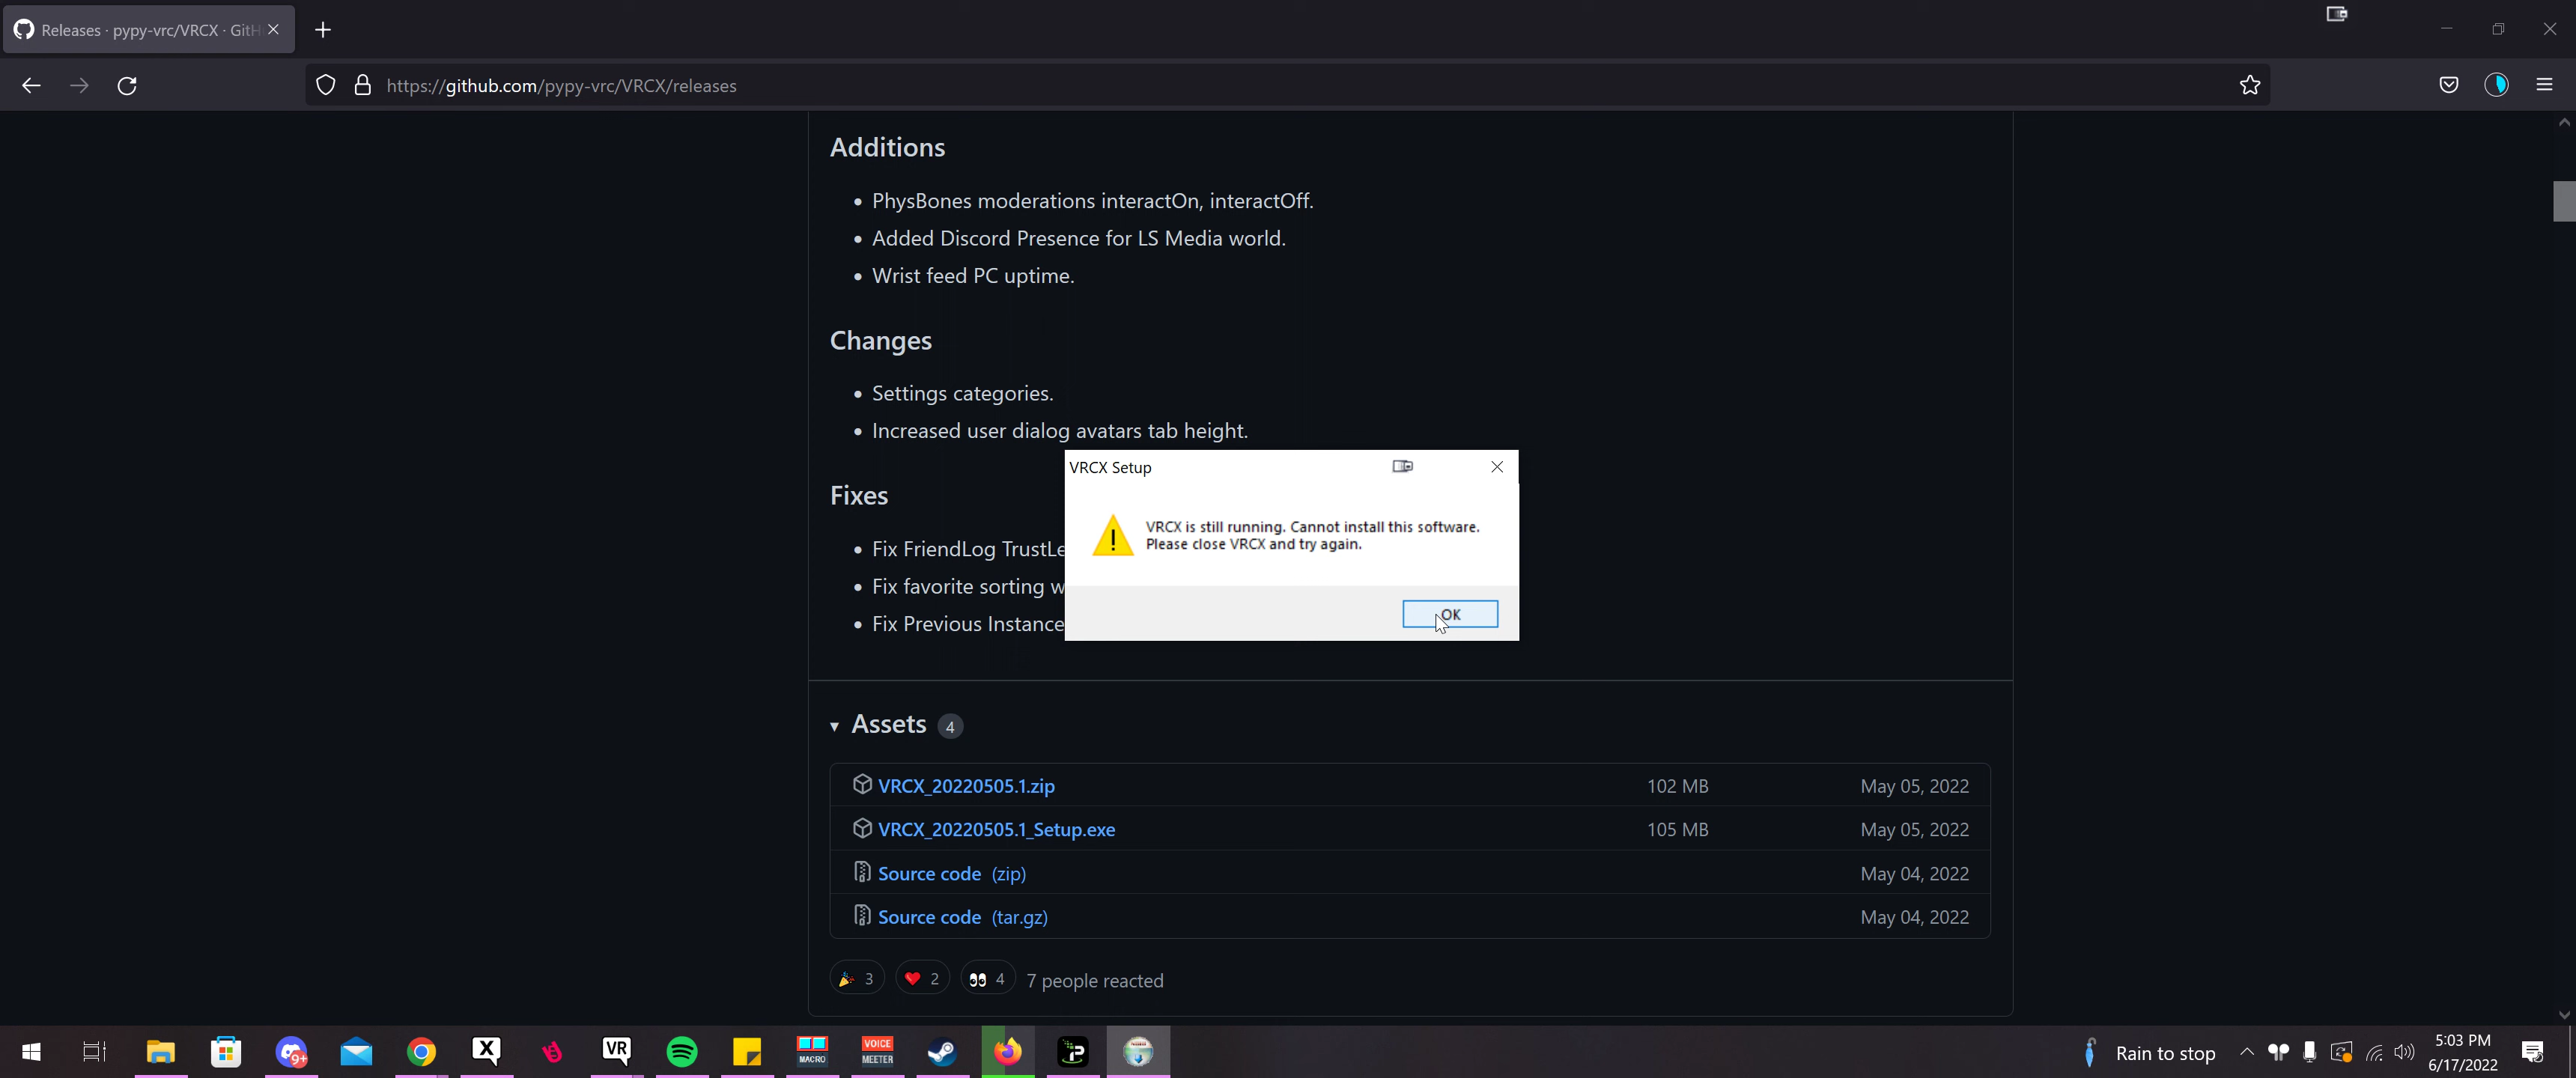 Releases · pypy-vrc/VRCX · GitH
https://github.com/pypy-vrc/VRCX/releases
Additions
• PhysBones moderations interactOn, interactOff.
• Added Discord Presence for LS Media world.
• Wrist feed PC uptime.
Changes
• Settings categories.
• Increased user dialog avatars tab height.
VRCX Setup
VRCX is still running. Cannot install this software.
Please close VRCX and try again.
OK
Fixes
• Fix FriendLog TrustLe
• Fix favorite sorting w
• Fix Previous Instance
Assets 4
VRCX_20220505.1.zip 102 MB May 05, 2022
VRCX_20220505.1_Setup.exe 105 MB May 05, 2022
Source code (zip) May 04, 2022
Source code (tar.gz) May 04, 2022
3 2 4 7 people reacted
9+
X
VR
MACRO
VOICE
MEETER
Rain to stop
5:03 PM
6/17/2022